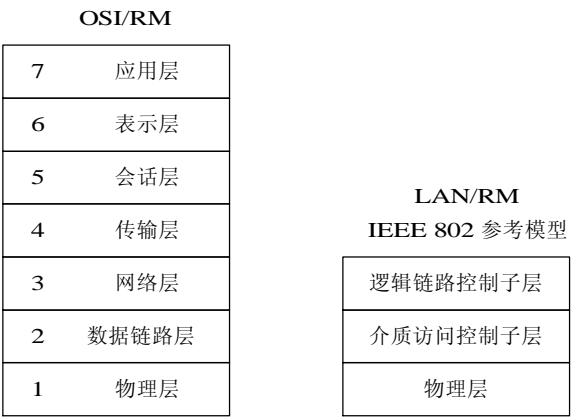 OSI/RM
7 应用层
6 表示层
5 会话层
4 传输层
3 网络层
2 数据链路层
1 物理层
LAN/RM
IEEE 802 参考模型
逻辑链路控制子层
介质访问控制子层
物理层